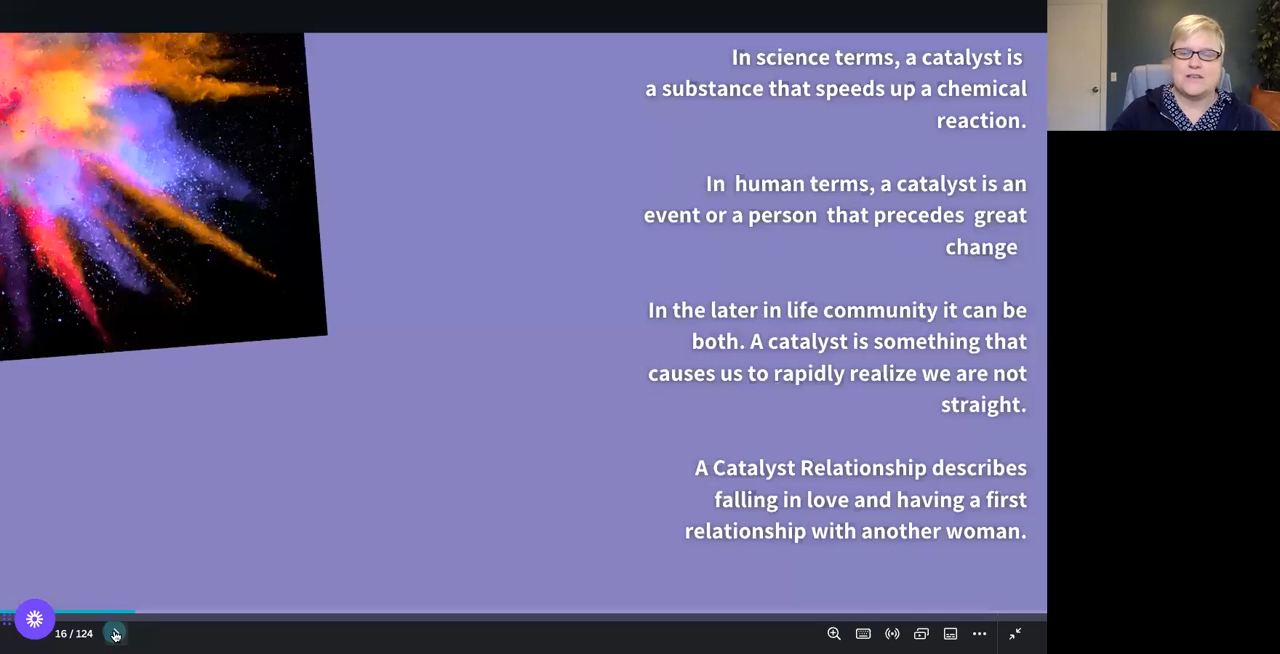 In science terms, a catalyst is
a substance that speeds up a chemical
reaction.
In human terms, a catalyst is an
event or a person that precedes great
change
In the later in life community it can be
both. A catalyst is something that
causes us to rapidly realize we are not
straight.
A Catalyst Relationship describes
falling in love and having a first
relationship with another woman.
16 / 124